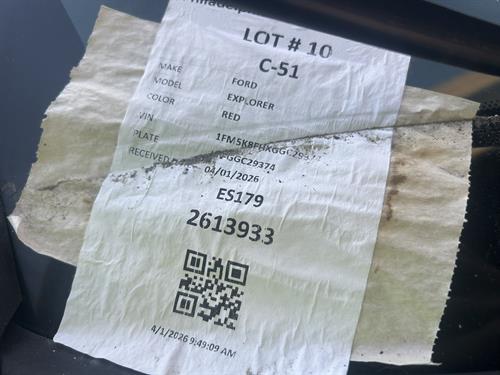 LOT # 10
C-51
MAKE FORD
MODEL EXPLORER
COLOR RED
VIN
PLATE GGC29374
RECEIVED 04/01/2026
ES179
2613933
4/1/2026 9:49:09 AM